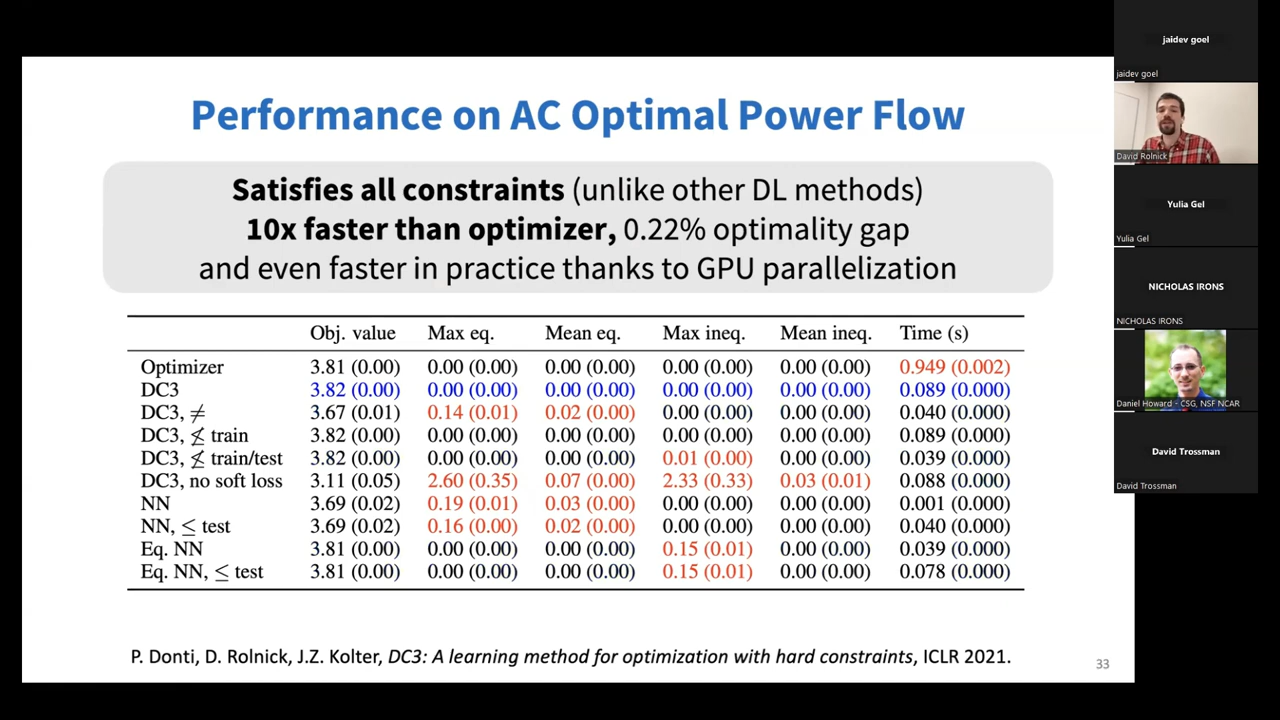 Performance on AC Optimal Power Flow
Satisfies all constraints (unlike other DL methods)
10x faster than optimizer, 0.22% optimality gap
and even faster in practice thanks to GPU parallelization
Obj. value Max eq. Mean eq. Max ineq. Mean ineq. Time (s)
Optimizer 3.81 (0.00) 0.00 (0.00) 0.00 (0.00) 0.00 (0.00) 0.00 (0.00) 0.949 (0.002)
DC3 3.82 (0.00) 0.00 (0.00) 0.00 (0.00) 0.00 (0.00) 0.00 (0.00) 0.089 (0.000)
DC3, ≠ 3.67 (0.01) 0.14 (0.01) 0.02 (0.00) 0.00 (0.00) 0.00 (0.00) 0.040 (0.000)
DC3, ≰ train 3.82 (0.00) 0.00 (0.00) 0.00 (0.00) 0.00 (0.00) 0.00 (0.00) 0.089 (0.000)
DC3, ≰ train/test 3.82 (0.00) 0.00 (0.00) 0.00 (0.00) 0.01 (0.00) 0.00 (0.00) 0.039 (0.000)
DC3, no soft loss 3.11 (0.05) 2.60 (0.35) 0.07 (0.00) 2.33 (0.33) 0.03 (0.01) 0.088 (0.000)
NN 3.69 (0.02) 0.19 (0.01) 0.03 (0.00) 0.00 (0.00) 0.00 (0.00) 0.001 (0.000)
NN, ≤ test 3.69 (0.02) 0.16 (0.00) 0.02 (0.00) 0.00 (0.00) 0.00 (0.00) 0.040 (0.000)
Eq. NN 3.81 (0.00) 0.00 (0.00) 0.00 (0.00) 0.15 (0.01) 0.00 (0.00) 0.039 (0.000)
Eq. NN, ≤ test 3.81 (0.00) 0.00 (0.00) 0.00 (0.00) 0.15 (0.01) 0.00 (0.00) 0.078 (0.000)
P. Donti, D. Rolnick, J.Z. Kolter, DC3: A learning method for optimization with hard constraints, ICLR 2021.
33
jaidev goel
jaidev goel
David Rolnick
Yulia Gel
Yulia Gel
NICHOLAS IRONS
NICHOLAS IRONS
Daniel Howard - CSG, NSF NCAR
David Trossman
David Trossman